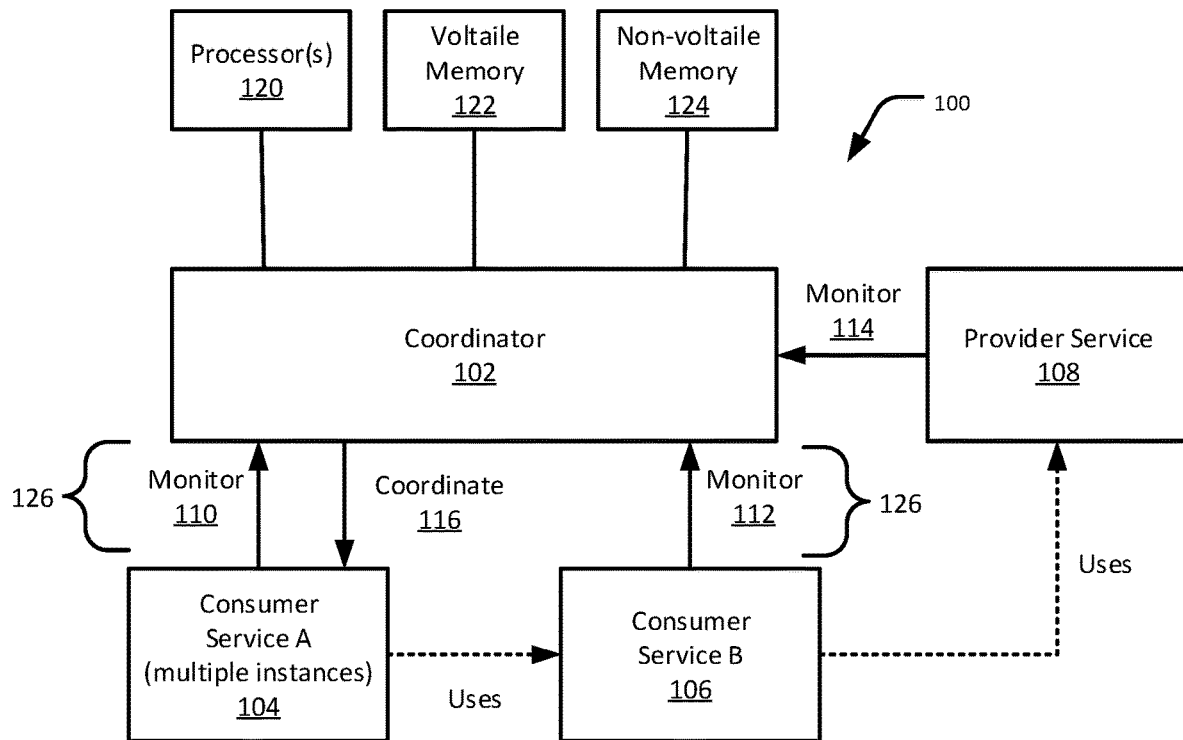 Processor(s)
120
Voltaile
Memory
122
Non-voltaile
Memory
124
100
Coordinator
102
Monitor
114
Provider Service
108
126
Monitor
110
Coordinate
116
Monitor
112
126
Uses
Consumer
Service A
(multiple instances)
104
Uses
Consumer
Service B
106